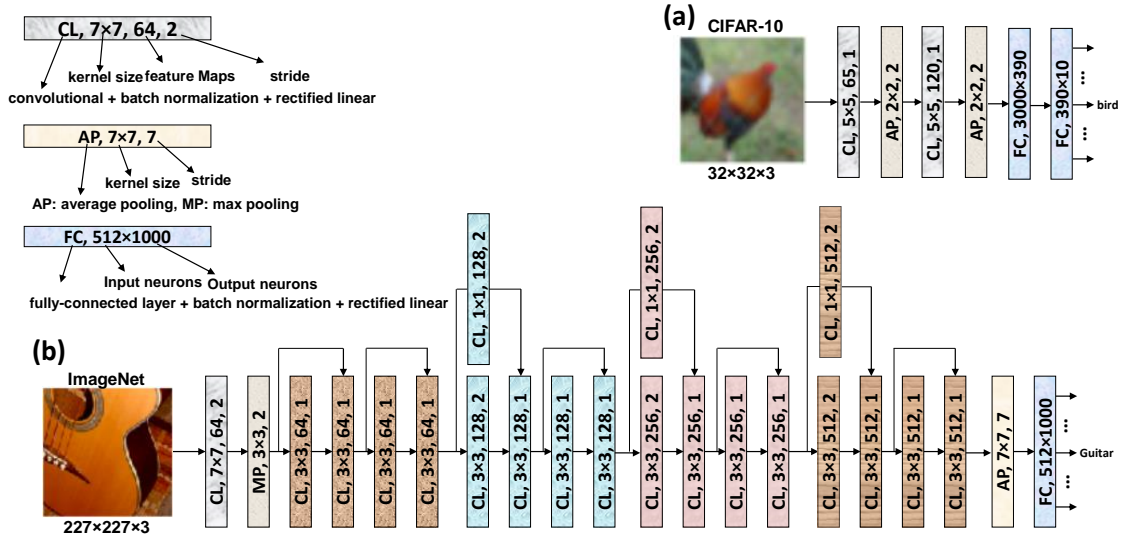 CL, 7×7, 64, 2
kernel size
feature Maps
stride
convolutional + batch normalization + rectified linear
AP, 7×7, 7
kernel size
stride
AP: average pooling, MP: max pooling
FC, 512×1000
Input neurons
Output neurons
fully-connected layer + batch normalization + rectified linear
(a)
CIFAR-10
32×32×3
CL, 5×5, 65, 1
AP, 2×2, 2
CL, 5×5, 120, 1
AP, 2×2, 2
FC, 3000×390
FC, 390×10
...
bird
...
(b)
ImageNet
227×227×3
CL, 7×7, 64, 2
MP, 3×3, 2
CL, 3×3, 64, 1
CL, 3×3, 64, 1
CL, 3×3, 64, 1
CL, 3×3, 64, 1
CL, 1×1, 128, 2
CL, 3×3, 128, 2
CL, 3×3, 128, 1
CL, 3×3, 128, 1
CL, 3×3, 128, 1
CL, 1×1, 256, 2
CL, 3×3, 256, 2
CL, 3×3, 256, 1
CL, 3×3, 256, 1
CL, 3×3, 256, 1
CL, 1×1, 512, 2
CL, 3×3, 512, 2
CL, 3×3, 512, 1
CL, 3×3, 512, 1
CL, 3×3, 512, 1
AP, 7×7, 7
FC, 512×1000
...
Guitar
...